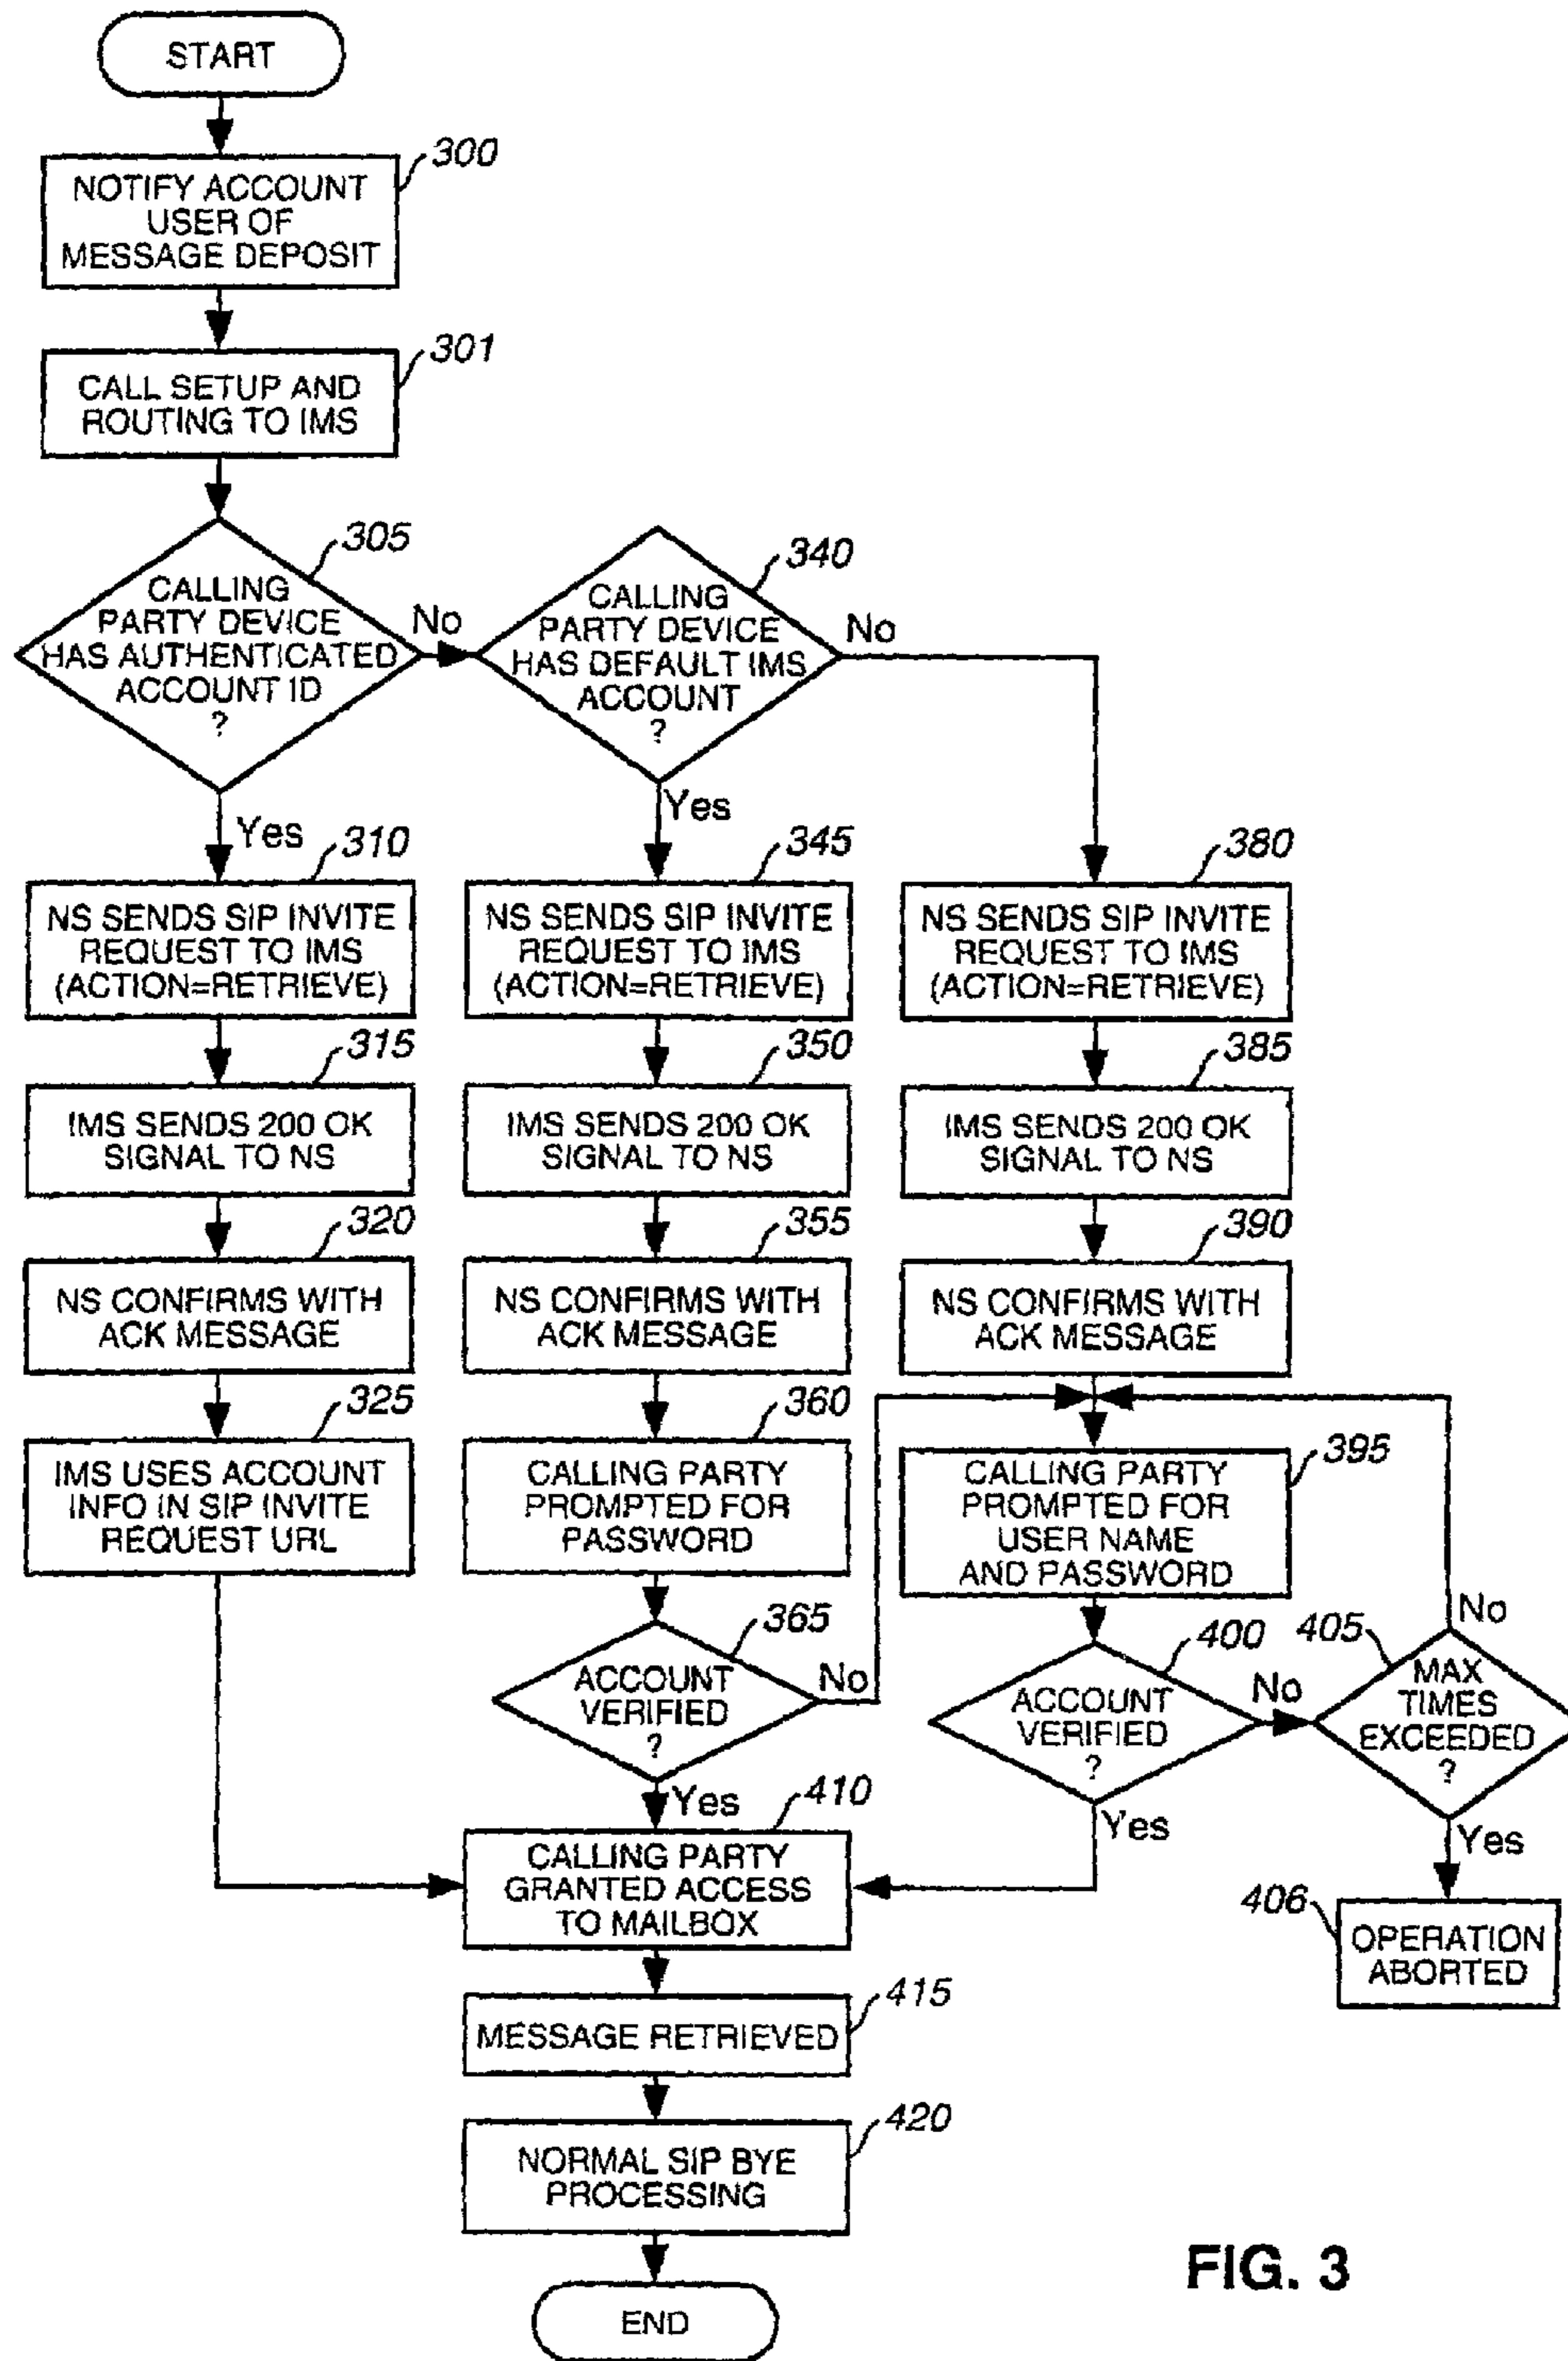 START
300
NOTIFY ACCOUNT
USER OF
MESSAGE DEPOSIT
301
CALL SETUP AND
ROUTING TO IMS
305
CALLING
PARTY DEVICE
HAS AUTHENTICATED
ACCOUNT ID
?
No
Yes
340
CALLING
PARTY DEVICE
HAS DEFAULT IMS
ACCOUNT
?
No
Yes
310
NS SENDS SIP INVITE
REQUEST TO IMS
(ACTION=RETRIEVE)
315
IMS SENDS 200 OK
SIGNAL TO NS
320
NS CONFIRMS WITH
ACK MESSAGE
325
IMS USES ACCOUNT
INFO IN SIP INVITE
REQUEST URL
345
NS SENDS SIP INVITE
REQUEST TO IMS
(ACTION=RETRIEVE)
350
IMS SENDS 200 OK
SIGNAL TO NS
355
NS CONFIRMS WITH
ACK MESSAGE
360
CALLING PARTY
PROMPTED FOR
PASSWORD
365
ACCOUNT
VERIFIED
?
No
Yes
380
NS SENDS SIP INVITE
REQUEST TO IMS
(ACTION=RETRIEVE)
385
IMS SENDS 200 OK
SIGNAL TO NS
390
NS CONFIRMS WITH
ACK MESSAGE
395
CALLING PARTY
PROMPTED FOR
USER NAME
AND PASSWORD
400
ACCOUNT
VERIFIED
?
No
Yes
405
MAX
TIMES
EXCEEDED
?
No
Yes
406
OPERATION
ABORTED
410
CALLING PARTY
GRANTED ACCESS
TO MAILBOX
415
MESSAGE RETRIEVED
420
NORMAL SIP BYE
PROCESSING
END
FIG. 3